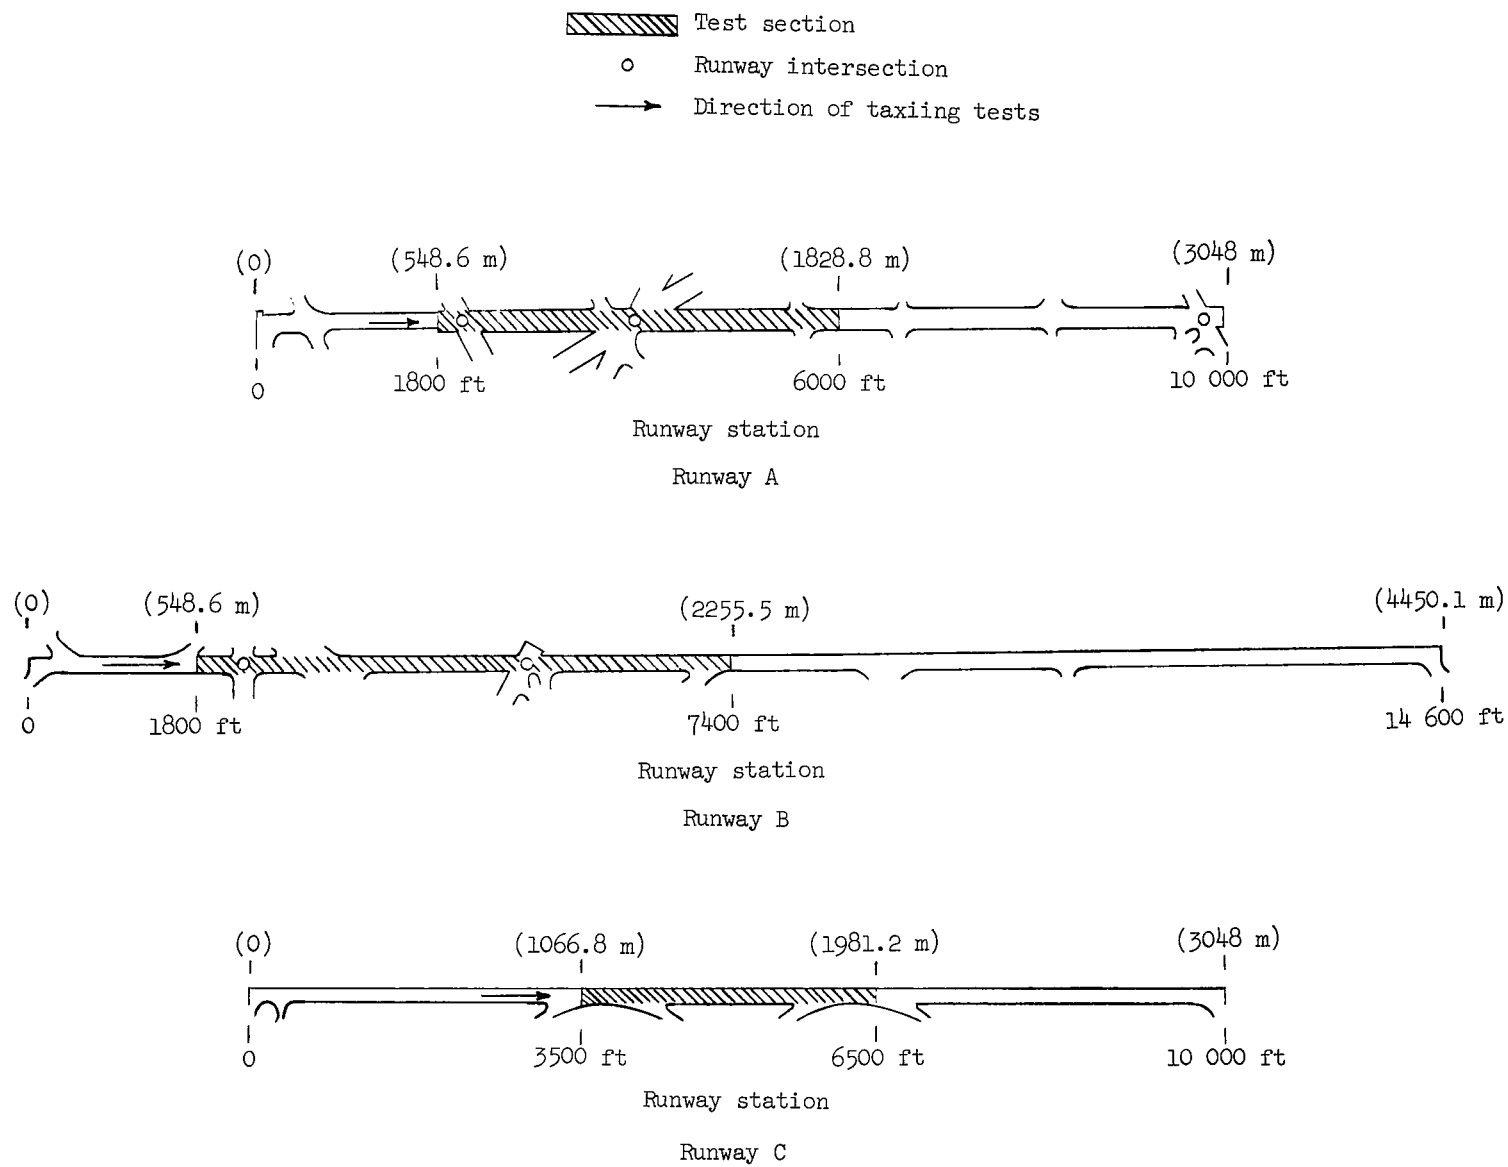 Test section
Runway intersection
Direction of taxiing tests
(0) (548.6 m) (1828.8 m) (3048 m)
0 1800 ft 6000 ft 10 000 ft
Runway station
Runway A
(0) (548.6 m) (2255.5 m) (4450.1 m)
0 1800 ft 7400 ft 14 600 ft
Runway station
Runway B
(0) (1066.8 m) (1981.2 m) (3048 m)
0 3500 ft 6500 ft 10 000 ft
Runway station
Runway C